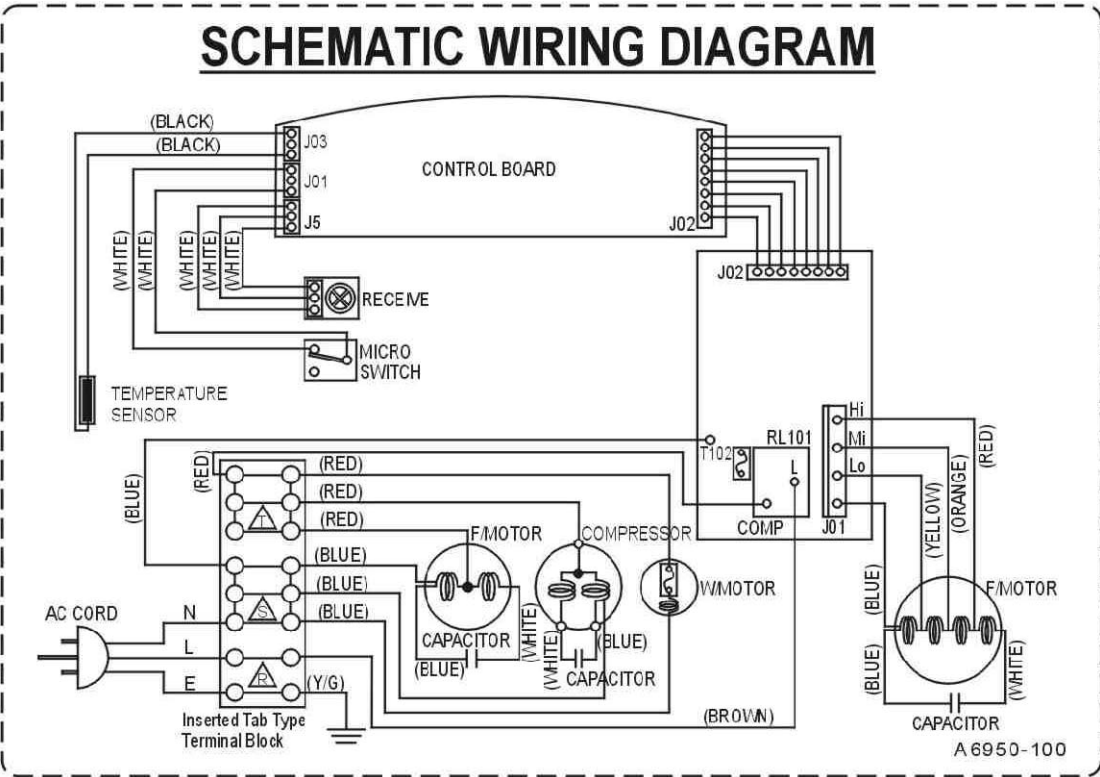 SCHEMATIC WIRING DIAGRAM
(BLACK)
(BLACK)
J03
J01
J5
CONTROL BOARD
J02
(WHITE)
(WHITE)
(WHITE)
(WHITE)
(WHITE)
J02
RECEIVE
MICRO
SWITCH
TEMPERATURE
SENSOR
Hi
Mi
Lo
RL101
T102
L
COMP
J01
(RED)
(YELLOW)
(ORANGE)
(BLUE)
(RED)
(RED)
(RED)
(RED)
T
(BLUE)
(BLUE)
(BLUE)
S
R
(Y/G)
F/MOTOR
COMPRESSOR
W/MOTOR
F/MOTOR
AC CORD
N
L
E
CAPACITOR
(BLUE)
(WHITE)
(WHITE)
(BLUE)
CAPACITOR
(BLUE)
(BLUE)
(WHITE)
CAPACITOR
(BROWN)
Inserted Tab Type
Terminal Block
A6950-100